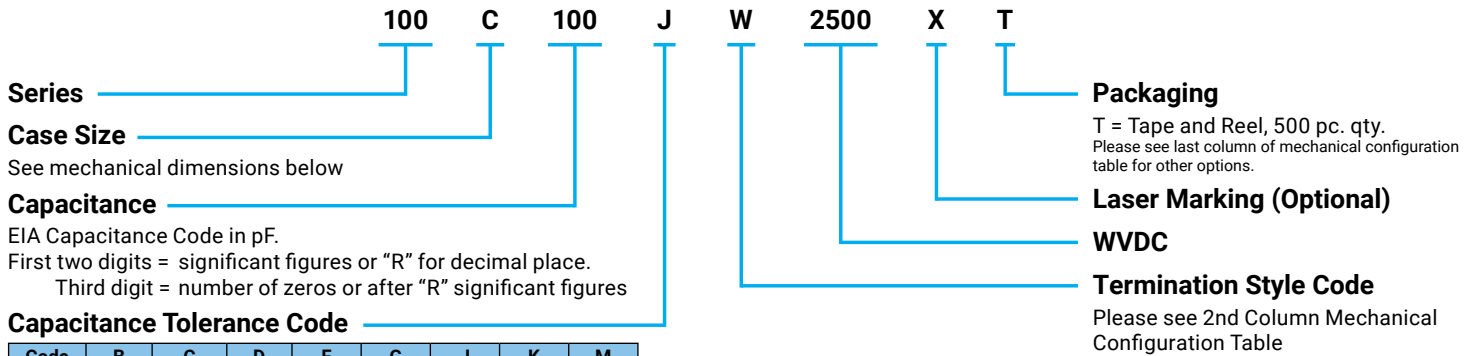 100 C 100 J W 2500 X T
Series
Case Size
See mechanical dimensions below
Capacitance
EIA Capacitance Code in pF.
First two digits = significant figures or “R” for decimal place.
Third digit = number of zeros or after “R” significant figures
Capacitance Tolerance Code
Code B C D F G J K M
Packaging
T = Tape and Reel, 500 pc. qty.
Please see last column of mechanical configuration
table for other options.
Laser Marking (Optional)
WVDC
Termination Style Code
Please see 2nd Column Mechanical
Configuration Table